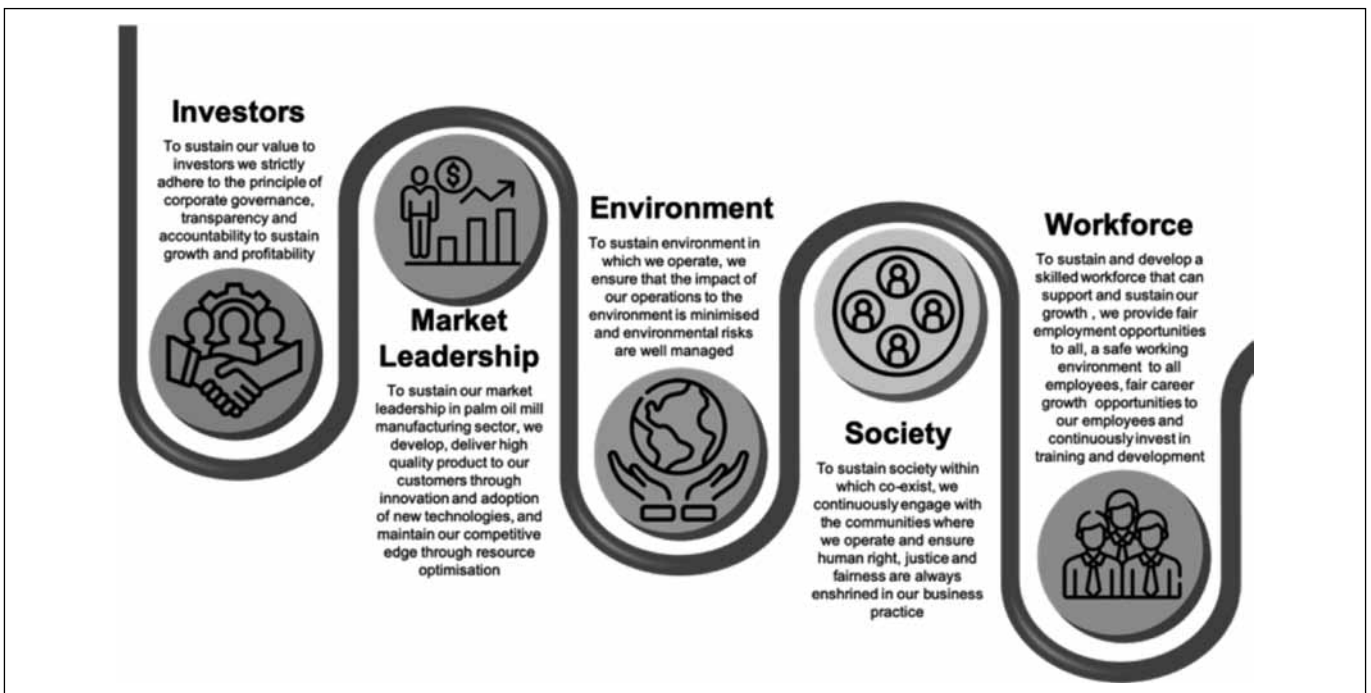 Investors
To sustain our value to
investors we strictly
adhere to the principle of
corporate governance,
transparency and
accountability to sustain
growth and profitability
$
Market
Leadership
To sustain our market
leadership in palm oil mill
manufacturing sector, we
develop, deliver high
quality product to our
customers through
innovation and adoption
of new technologies, and
maintain our competitive
edge through resource
optimisation
Environment
To sustain environment in
which we operate, we
ensure that the impact of
our operations to the
environment is minimised
and environmental risks
are well managed
Society
To sustain society within
which co-exist, we
continuously engage with
the communities where
we operate and ensure
human right, justice and
fairness are always
enshrined in our business
practice
Workforce
To sustain and develop a
skilled workforce that can
support and sustain our
growth , we provide fair
employment opportunities
to all, a safe working
environment to all
employees, fair career
growth opportunities to
our employees and
continuously invest in
training and development